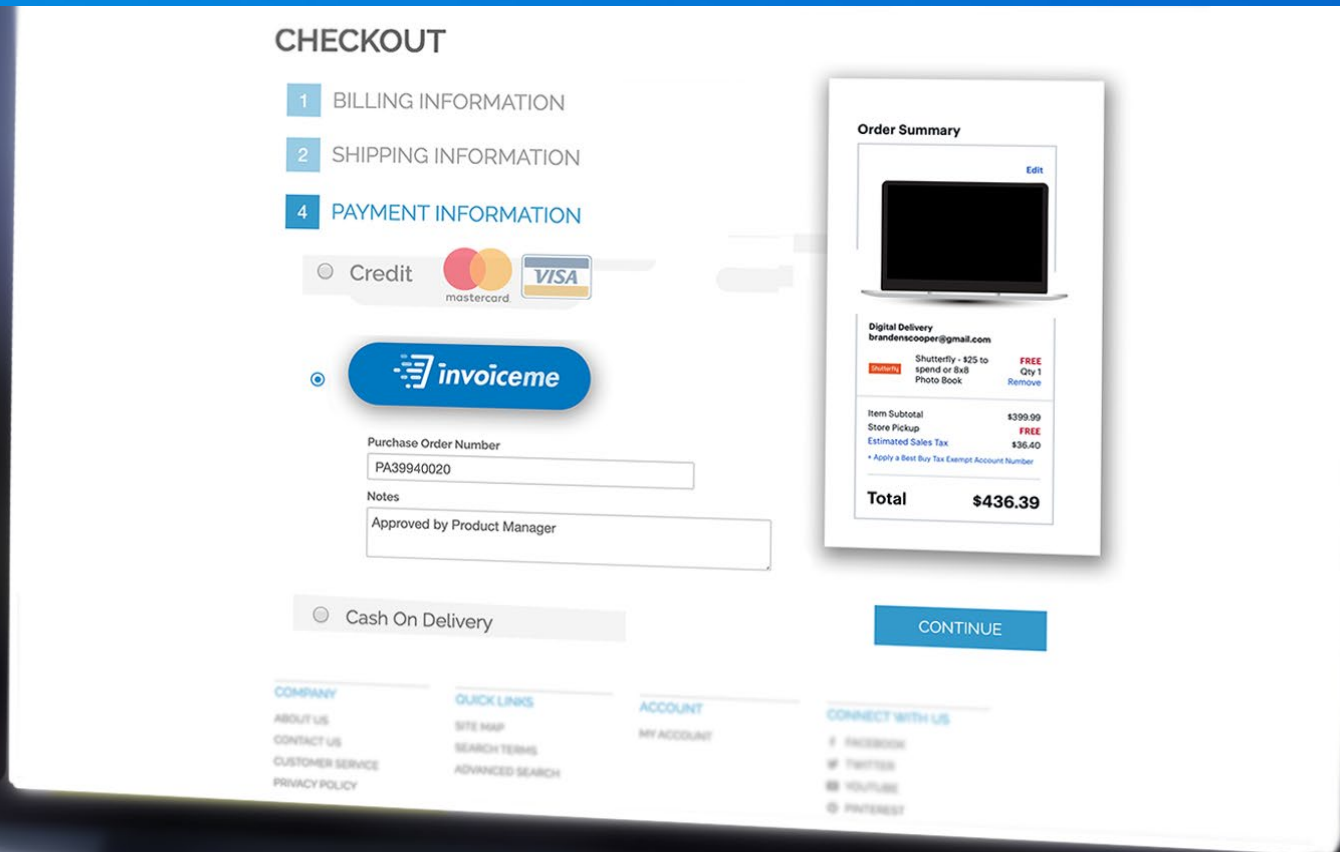 CHECKOUT
1 BILLING INFORMATION
2 SHIPPING INFORMATION
4 PAYMENT INFORMATION
Credit
mastercard.
VISA
invoiceme
Purchase Order Number
PA39940020
Notes
Approved by Product Manager
Cash On Delivery
Order Summary
Edit
Digital Delivery
brandenscooper@gmail.com
Shutterfly
Shutterfly - $25 to
spend or 8x8
Photo Book
FREE
Qty 1
Remove
Item Subtotal $399.99
Store Pickup FREE
Estimated Sales Tax $36.40
+ Apply a Best Buy Tax Exempt Account Number
Total $436.39
CONTINUE
COMPANY
ABOUT US
CONTACT US
CUSTOMER SERVICE
PRIVACY POLICY
QUICK LINKS
SITE MAP
SEARCH TERMS
ADVANCED SEARCH
ACCOUNT
MY ACCOUNT
CONNECT WITH US
FACEBOOK
TWITTER
YOUTUBE
PINTEREST